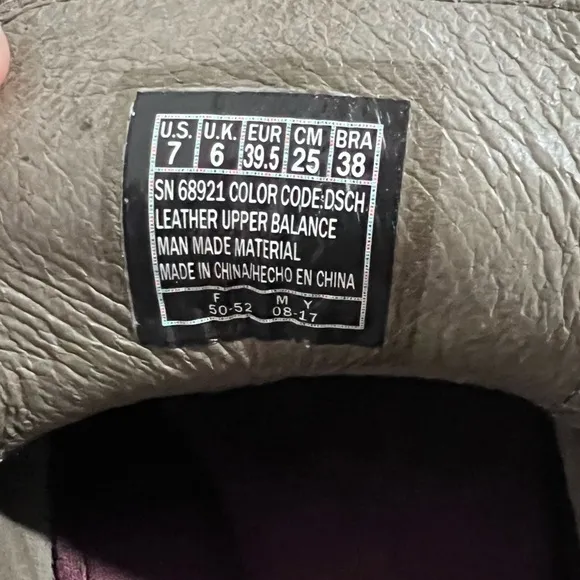 U.S. U.K. EUR CM BRA
7 6 39.5 25 38
SN 68921 COLOR CODE:DSCH
LEATHER UPPER BALANCE
MAN MADE MATERIAL
MADE IN CHINA/HECHO EN CHINA
F M Y
50-52 08-17